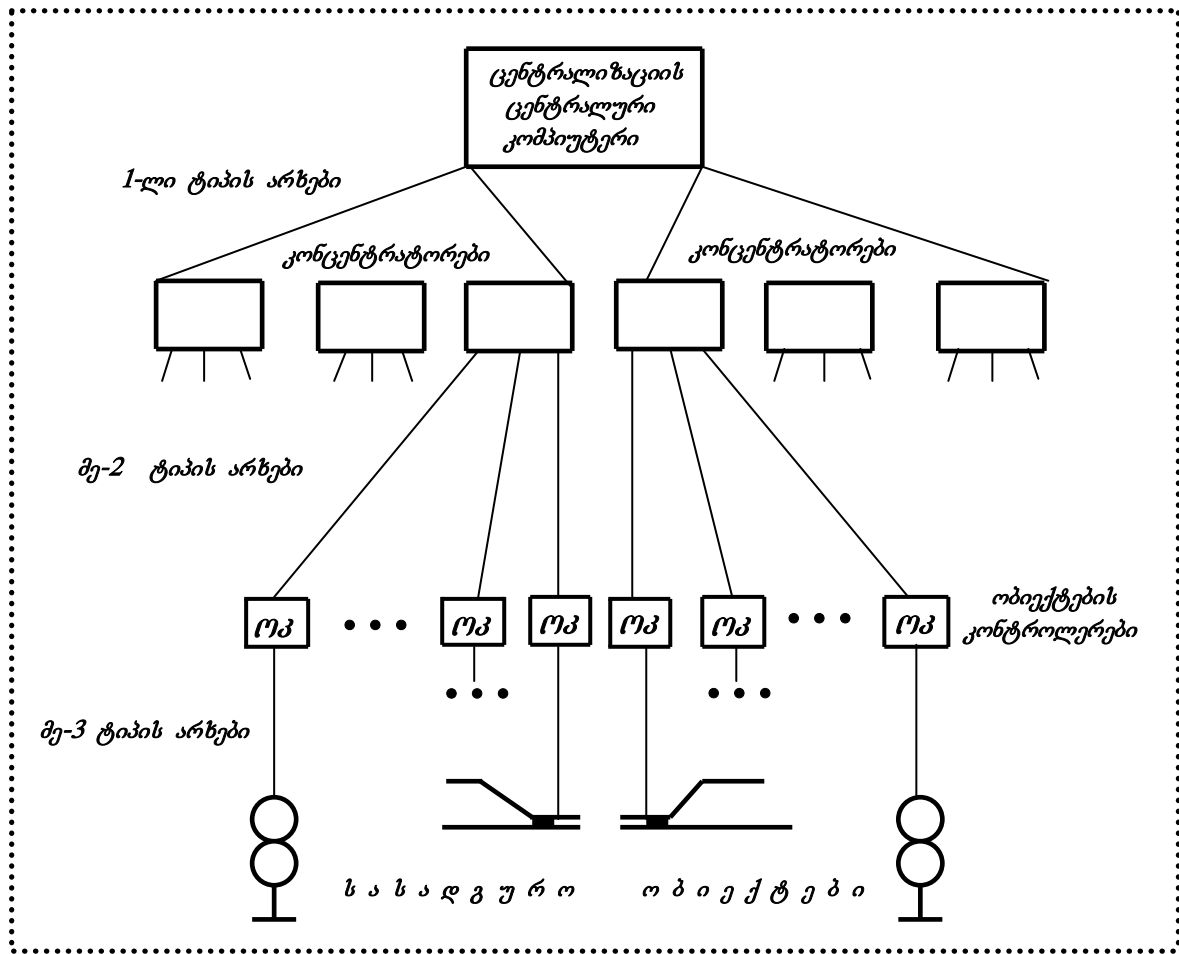 ცენტრალიზაციის
ცენტრალური
კომპიუტერი
1-ლი ტიპის არხები
კონცენტრატორები
კონცენტრატორები
მე-2 ტიპის არხები
ოკ ოკ ოკ ოკ ოკ ოკ
ობიექტების
კონტროლერები
მე-3 ტიპის არხები
ს ა ს ა დ გ უ რ ო ო ბ ი ე ქ ტ ე ბ ი